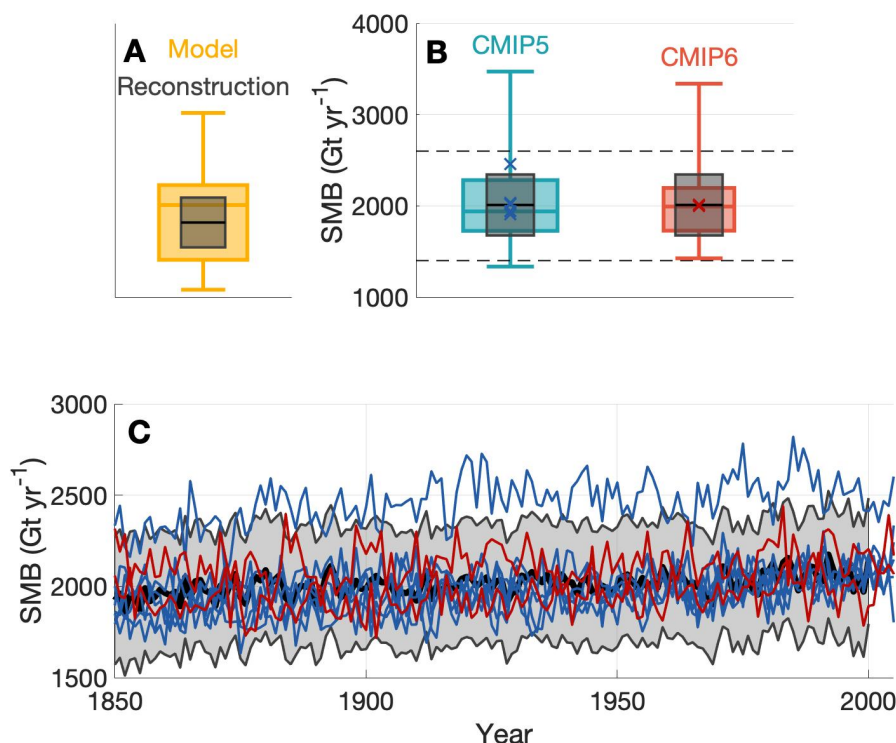 A
Model
Reconstruction
B
CMIP5
CMIP6
SMB (Gt yr-1)
4000
3000
2000
1000
C
SMB (Gt yr-1)
3000
2500
2000
1500
1850
1900
1950
2000
Year